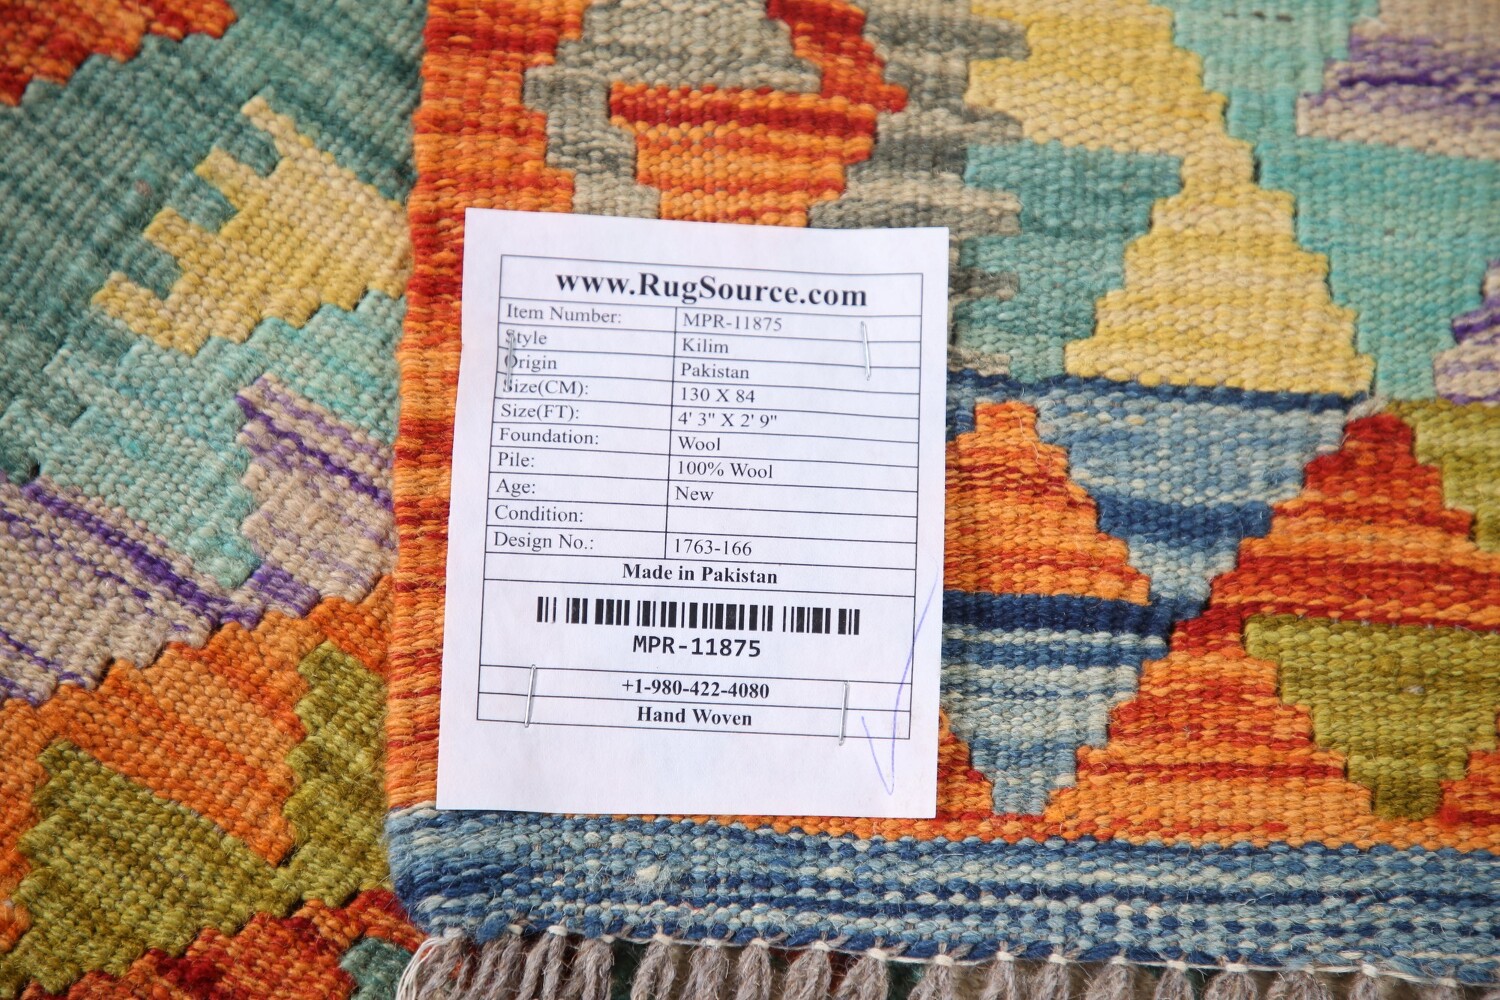 www.RugSource.com
Item Number: MPR-11875
Style Kilim
Origin Pakistan
Size(CM): 130 X 84
Size(FT): 4' 3" X 2' 9"
Foundation: Wool
Pile: 100% Wool
Age: New
Condition:
Design No.: 1763-166
Made in Pakistan
MPR-11875
+1-980-422-4080
Hand Woven